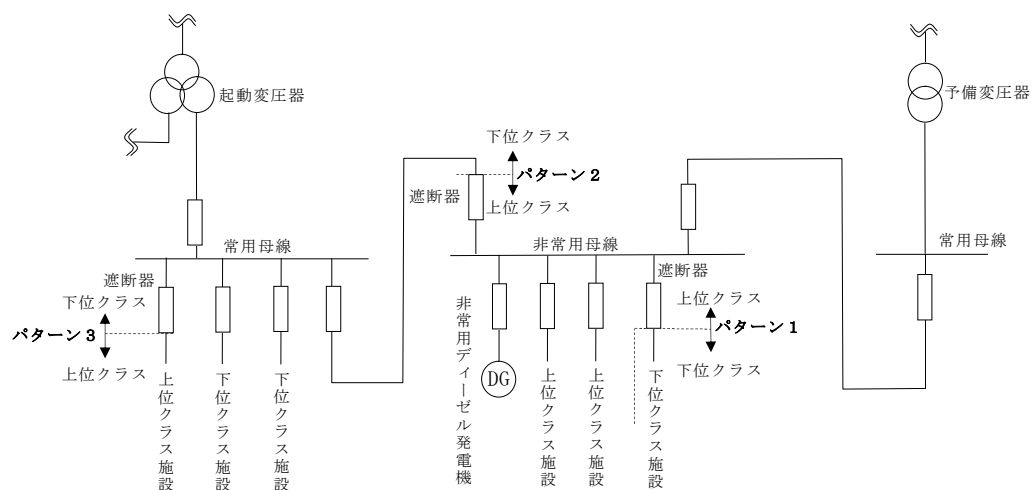 起動変圧器
予備変圧器
下位クラス
パターン２
遮断器
上位クラス
常用母線
非常用母線
常用母線
遮断器
下位クラス
パターン３
上位クラス
遮断器
上位クラス
パターン１
下位クラス
上位クラス施設
下位クラス施設
下位クラス施設
非常用ディーゼル発電機
DG
上位クラス施設
上位クラス施設
下位クラス施設